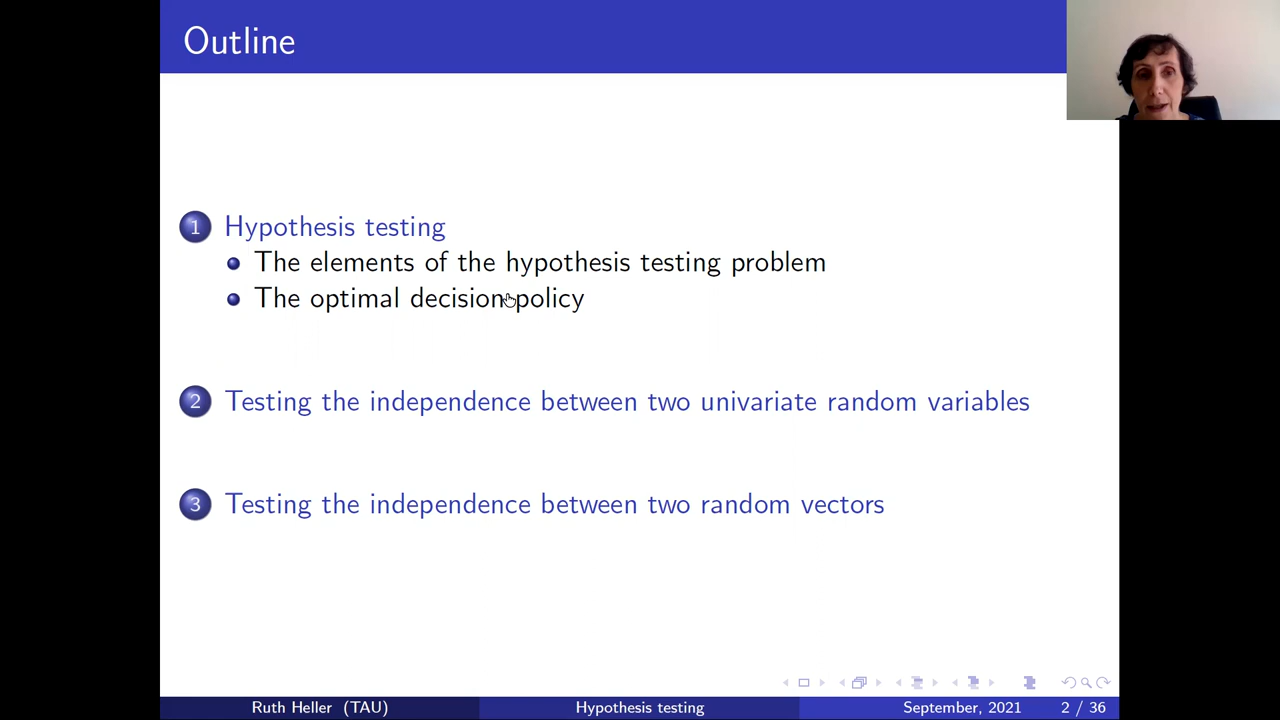 Outline
1 Hypothesis testing
The elements of the hypothesis testing problem
The optimal decision policy
2 Testing the independence between two univariate random variables
3 Testing the independence between two random vectors
Ruth Heller (TAU) Hypothesis testing September, 2021 2 / 36